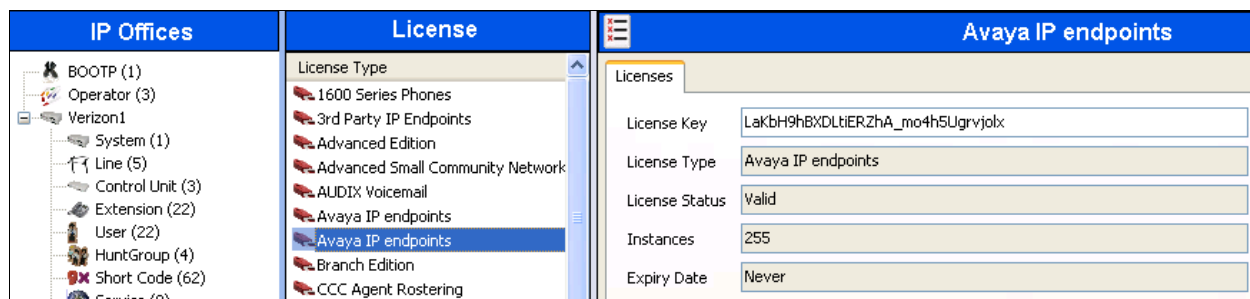 IP Offices
BOOTP (1)
Operator (3)
Verizon1
System (1)
Line (5)
Control Unit (3)
Extension (22)
User (22)
HuntGroup (4)
Short Code (62)
License
License Type
1600 Series Phones
3rd Party IP Endpoints
Advanced Edition
Advanced Small Community Network
AUDIX Voicemail
Avaya IP endpoints
Avaya IP endpoints
Branch Edition
CCC Agent Rostering
Avaya IP endpoints
Licenses
License Key LaKbH9hBXDLtiERZhA_mo4h5Ugrvjolx
License Type Avaya IP endpoints
License Status Valid
Instances 255
Expiry Date Never